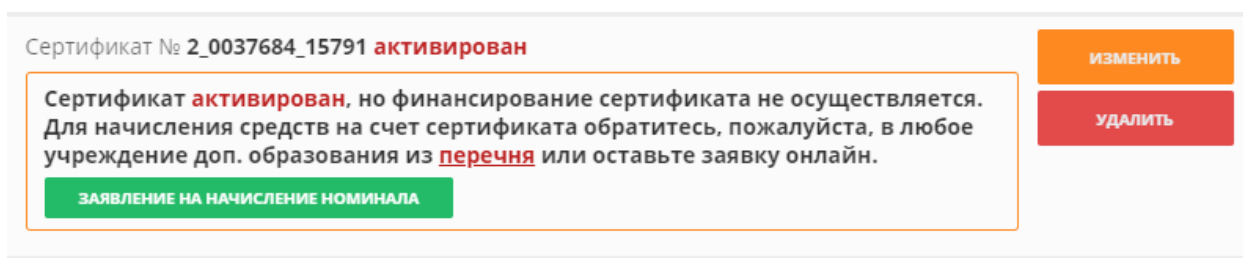 Сертификат № 2_0037684_15791 активирован
ИЗМЕНИТЬ
Сертификат активирован, но финансирование сертификата не осуществляется.
Для начисления средств на счет сертификата обратитесь, пожалуйста, в любое
учреждение доп. образования из перечня или оставьте заявку онлайн.
УДАЛИТЬ
ЗАЯВЛЕНИЕ НА НАЧИСЛЕНИЕ НОМИНАЛА